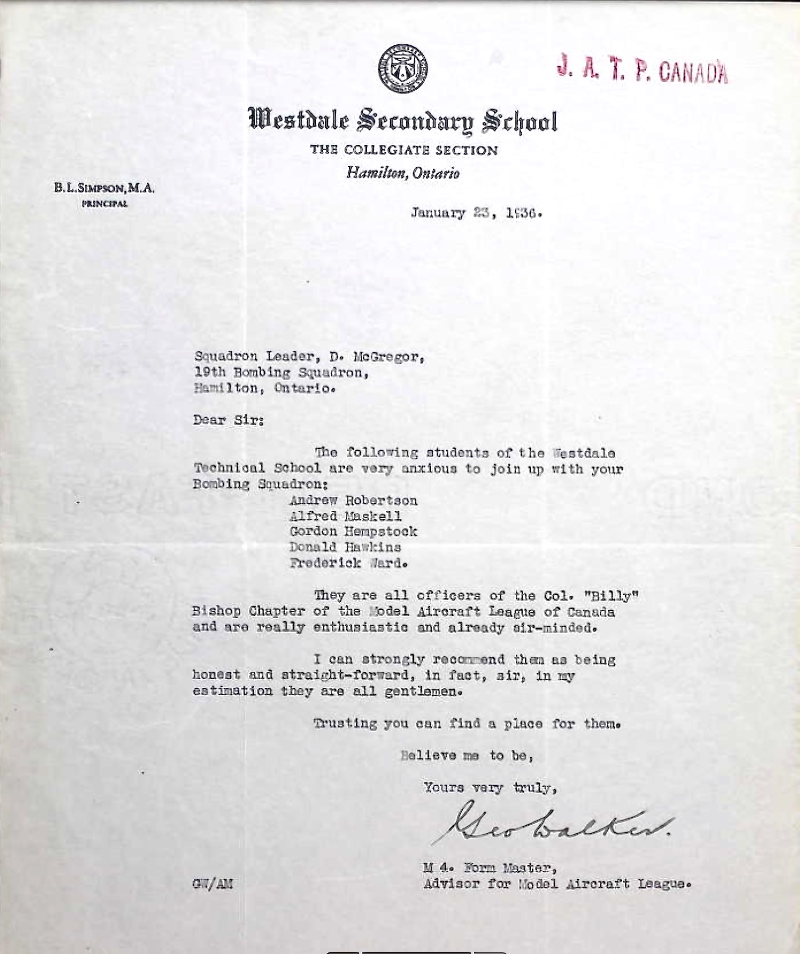 J. A. T. P. CANADA
Westdale Secondary School
THE COLLEGIATE SECTION
Hamilton, Ontario
B. L. SIMPSON, M.A.
PRINCIPAL
January 23, 1936.
Squadron Leader, D. McGregor,
19th Bombing Squadron,
Hamilton, Ontario.
Dear Sir:
The following students of the Westdale
Technical School are very anxious to join up with your
Bombing Squadron:
Andrew Robertson
Alfred Maskell
Gordon Hempstock
Donald Hawkins
Frederick Ward.
They are all officers of the Col. "Billy"
Bishop Chapter of the Model Aircraft League of Canada
and are really enthusiastic and already air-minded.
I can strongly recommend them as being
honest and straight-forward, in fact, sir, in my
estimation they are all gentlemen.
Trusting you can find a place for them.
Believe me to be,
Yours very truly,
Geo Walker.
M 4. Form Master,
GW/AM
Advisor for Model Aircraft League.